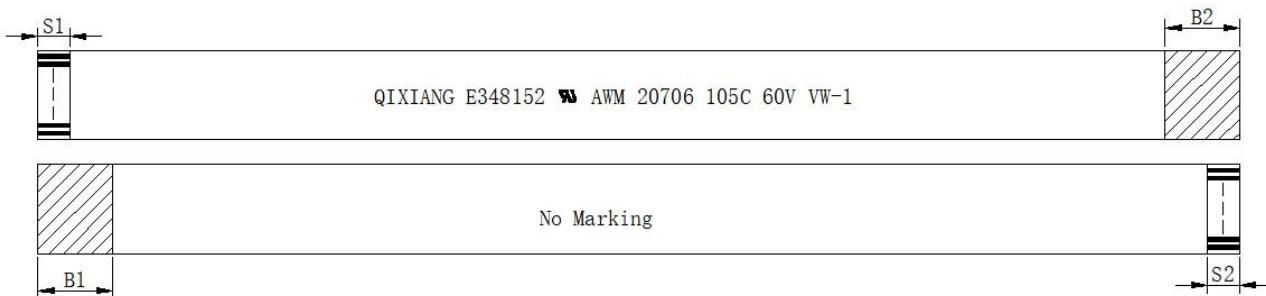 S1
B2
QIXIANG E348152 AWM 20706 105C 60V VW-1
No Marking
B1
S2